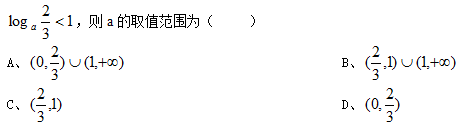 log_a 2/3 < 1，则 a 的取值范围为（ ）
A、(0, 2/3) ∪ (1, +∞) B、(2/3, 1) ∪ (1, +∞)
C、(2/3, 1) D、(0, 2/3)